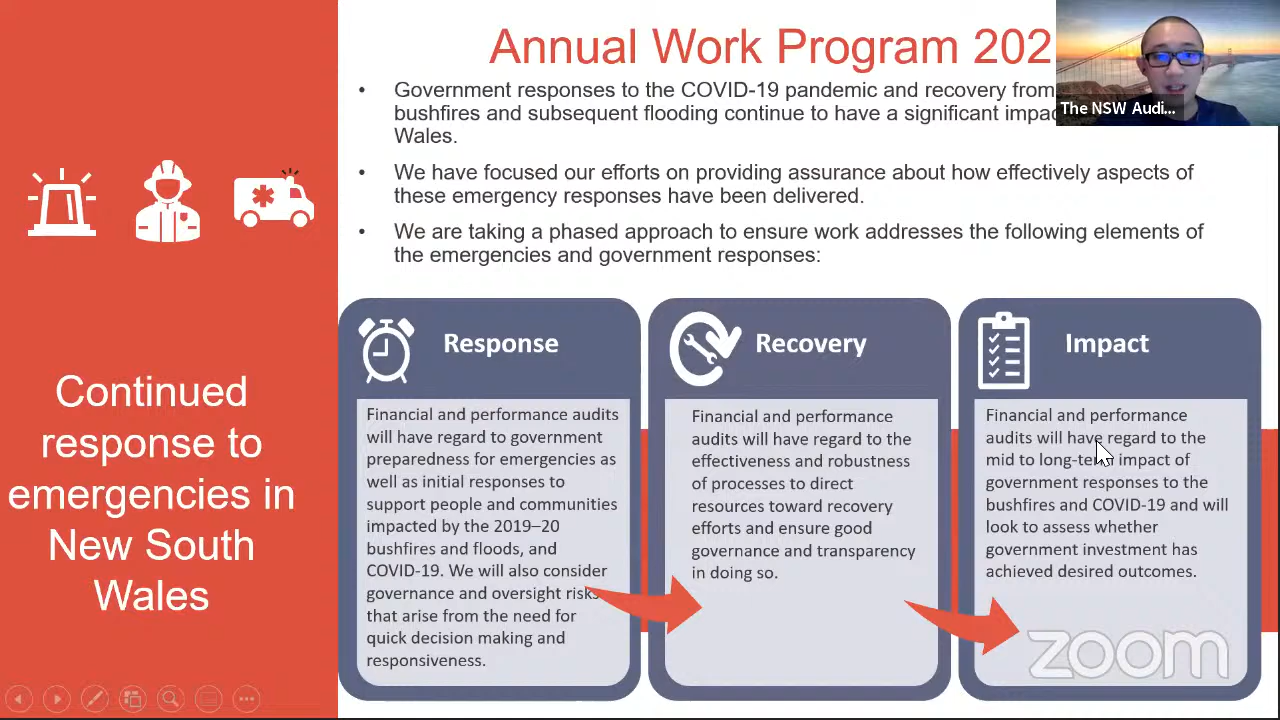 Annual Work Program 202
Government responses to the COVID-19 pandemic and recovery from
bushfires and subsequent flooding continue to have a significant
Wales.
The NSW Audi...
We have focused our efforts on providing assurance about how effectively aspects of
these emergency responses have been delivered.
We are taking a phased approach to ensure work addresses the following elements of
the emergencies and government responses:
Continued
response to
emergencies in
New South
Wales
Response
Financial and performance audits
will have regard to government
preparedness for emergencies as
well as initial responses to
support people and communities
impacted by the 2019–20
bushfires and floods, and
COVID-19. We will also consider
governance and oversight risks
that arise from the need for
quick decision making and
responsiveness.
Recovery
Financial and performance
audits will have regard to the
effectiveness and robustness
of processes to direct
resources toward recovery
efforts and ensure good
governance and transparency
in doing so.
Impact
Financial and performance
audits will have regard to the
mid to long-term impact of
government responses to the
bushfires and COVID-19 and will
look to assess whether
government investment has
achieved desired outcomes.
zoom